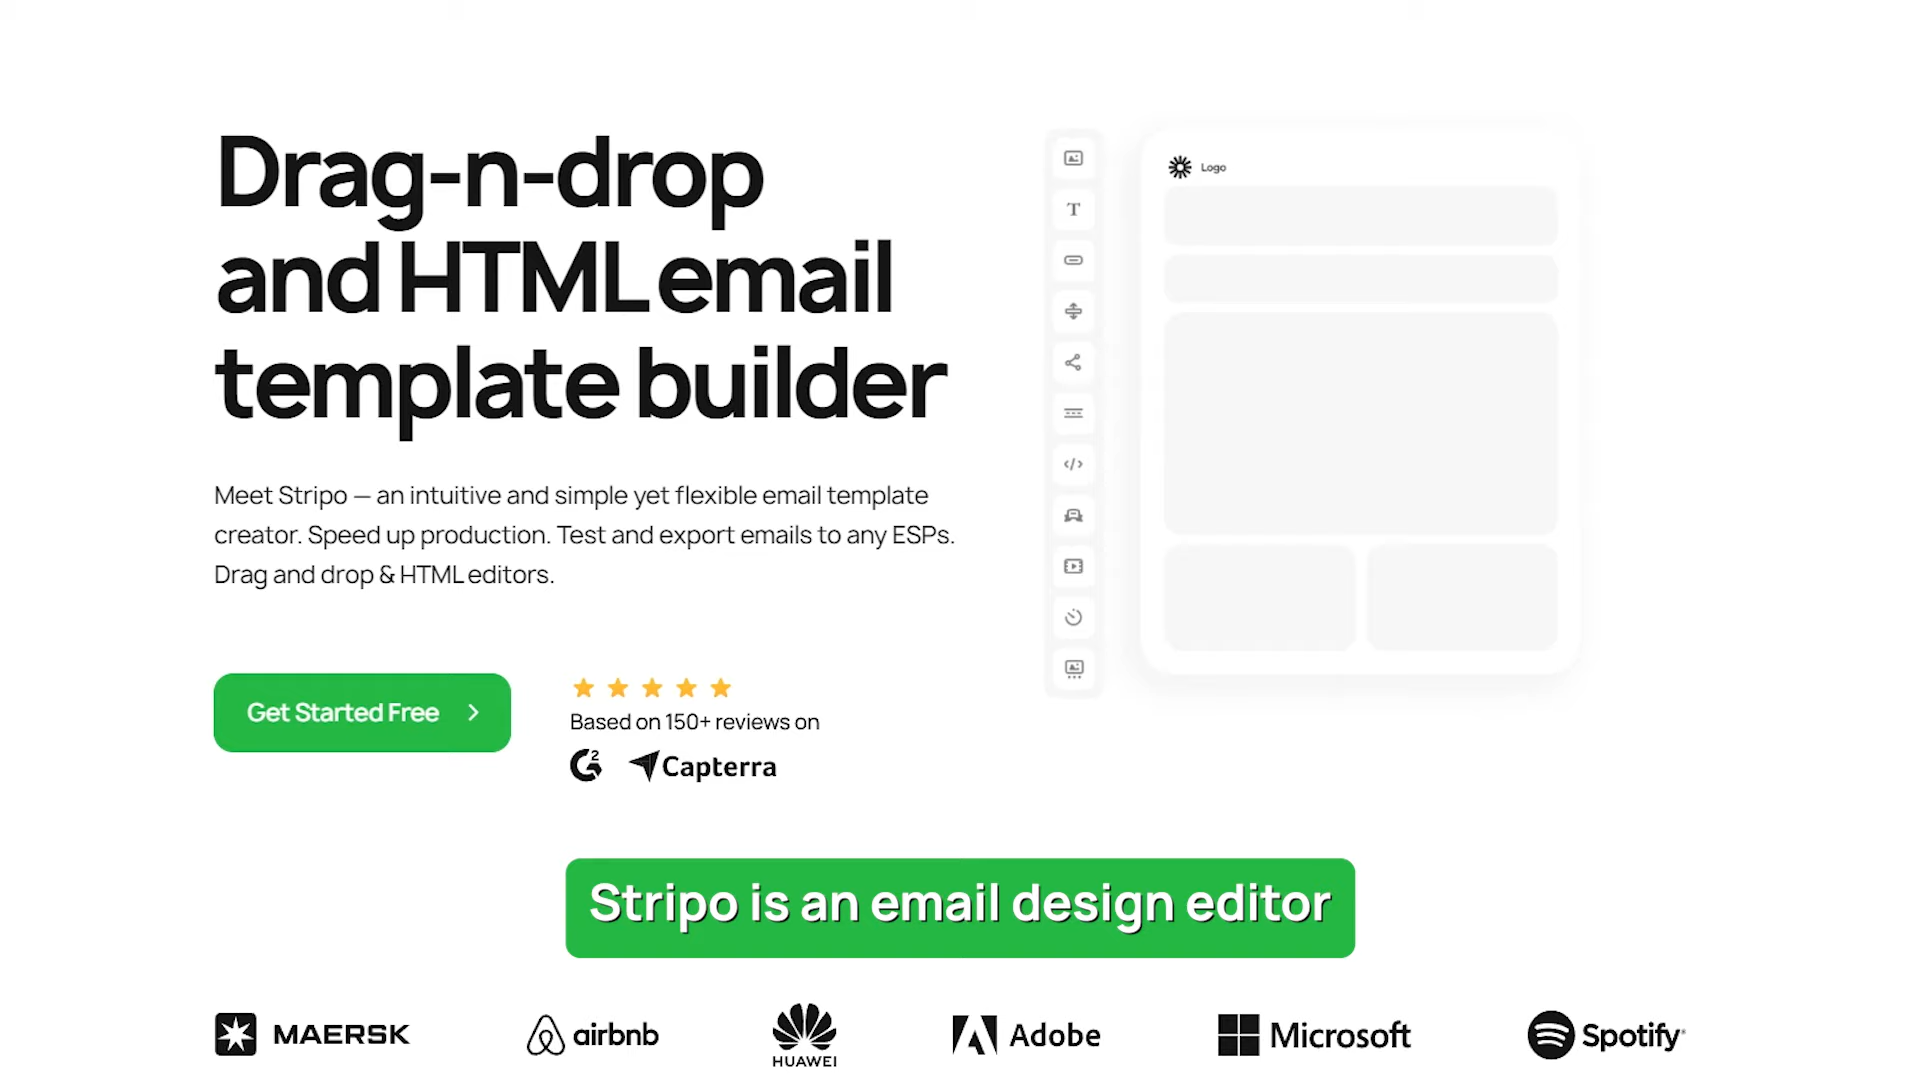 Drag-n-drop
and HTML email
template builder
Meet Stripo — an intuitive and simple yet flexible email template
creator. Speed up production. Test and export emails to any ESPs.
Drag and drop & HTML editors.
Get Started Free
Based on 150+ reviews on
G2 Capterra
Logo
T
Stripo is an email design editor
MAERSK airbnb HUAWEI Adobe Microsoft Spotify